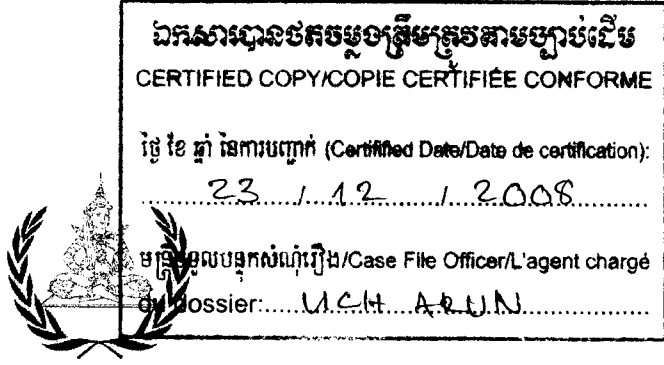 ឯកសារបានថតចម្លងត្រឹមត្រូវតាមច្បាប់ដើម
CERTIFIED COPY/COPIE CERTIFIÉE CONFORME
ថ្ងៃ ខែ ឆ្នាំ នៃការបញ្ជាក់ (Certifified Date/Date de certification):
23 / 12 / 2008
មន្ត្រីទទួលបន្ទុកសំណុំរឿង/Case File Officer/L'agent chargé
du dossier: UCH ARUN